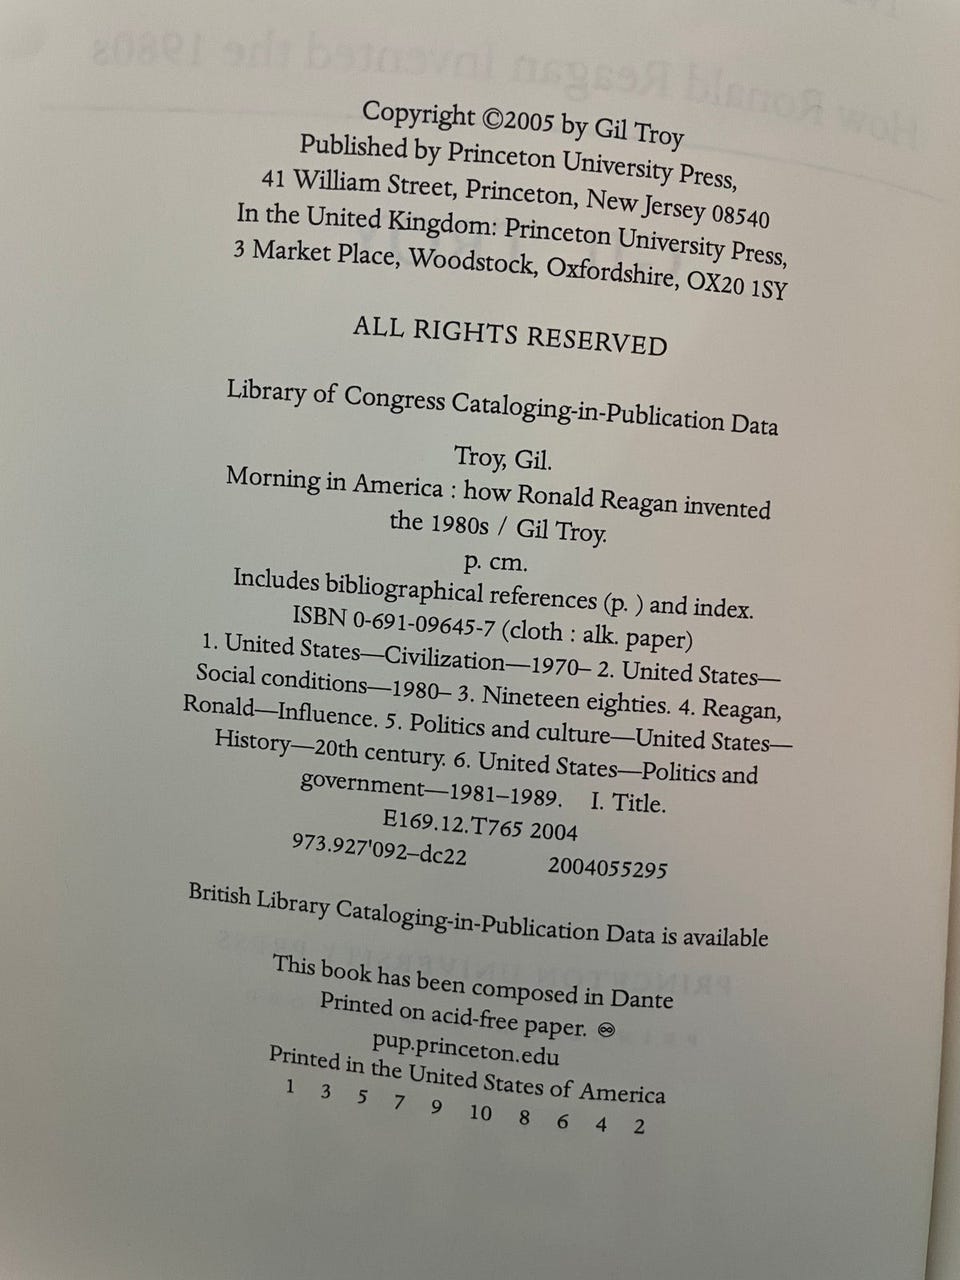 Copyright ©2005 by Gil Troy
Published by Princeton University Press,
41 William Street, Princeton, New Jersey 08540
In the United Kingdom: Princeton University Press,
3 Market Place, Woodstock, Oxfordshire, OX20 1SY
ALL RIGHTS RESERVED
Library of Congress Cataloging-in-Publication Data
Troy, Gil.
Morning in America : how Ronald Reagan invented
the 1980s / Gil Troy.
p. cm.
Includes bibliographical references (p. ) and index.
ISBN 0-691-09645-7 (cloth : alk. paper)
1. United States—Civilization—1970– 2. United States—
Social conditions—1980– 3. Nineteen eighties. 4. Reagan,
Ronald—Influence. 5. Politics and culture—United States—
History—20th century. 6. United States—Politics and
government—1981–1989. I. Title.
E169.12.T765 2004
973.927'092–dc22 2004055295
British Library Cataloging-in-Publication Data is available
This book has been composed in Dante
Printed on acid-free paper. ♾
pup.princeton.edu
Printed in the United States of America
1 3 5 7 9 10 8 6 4 2